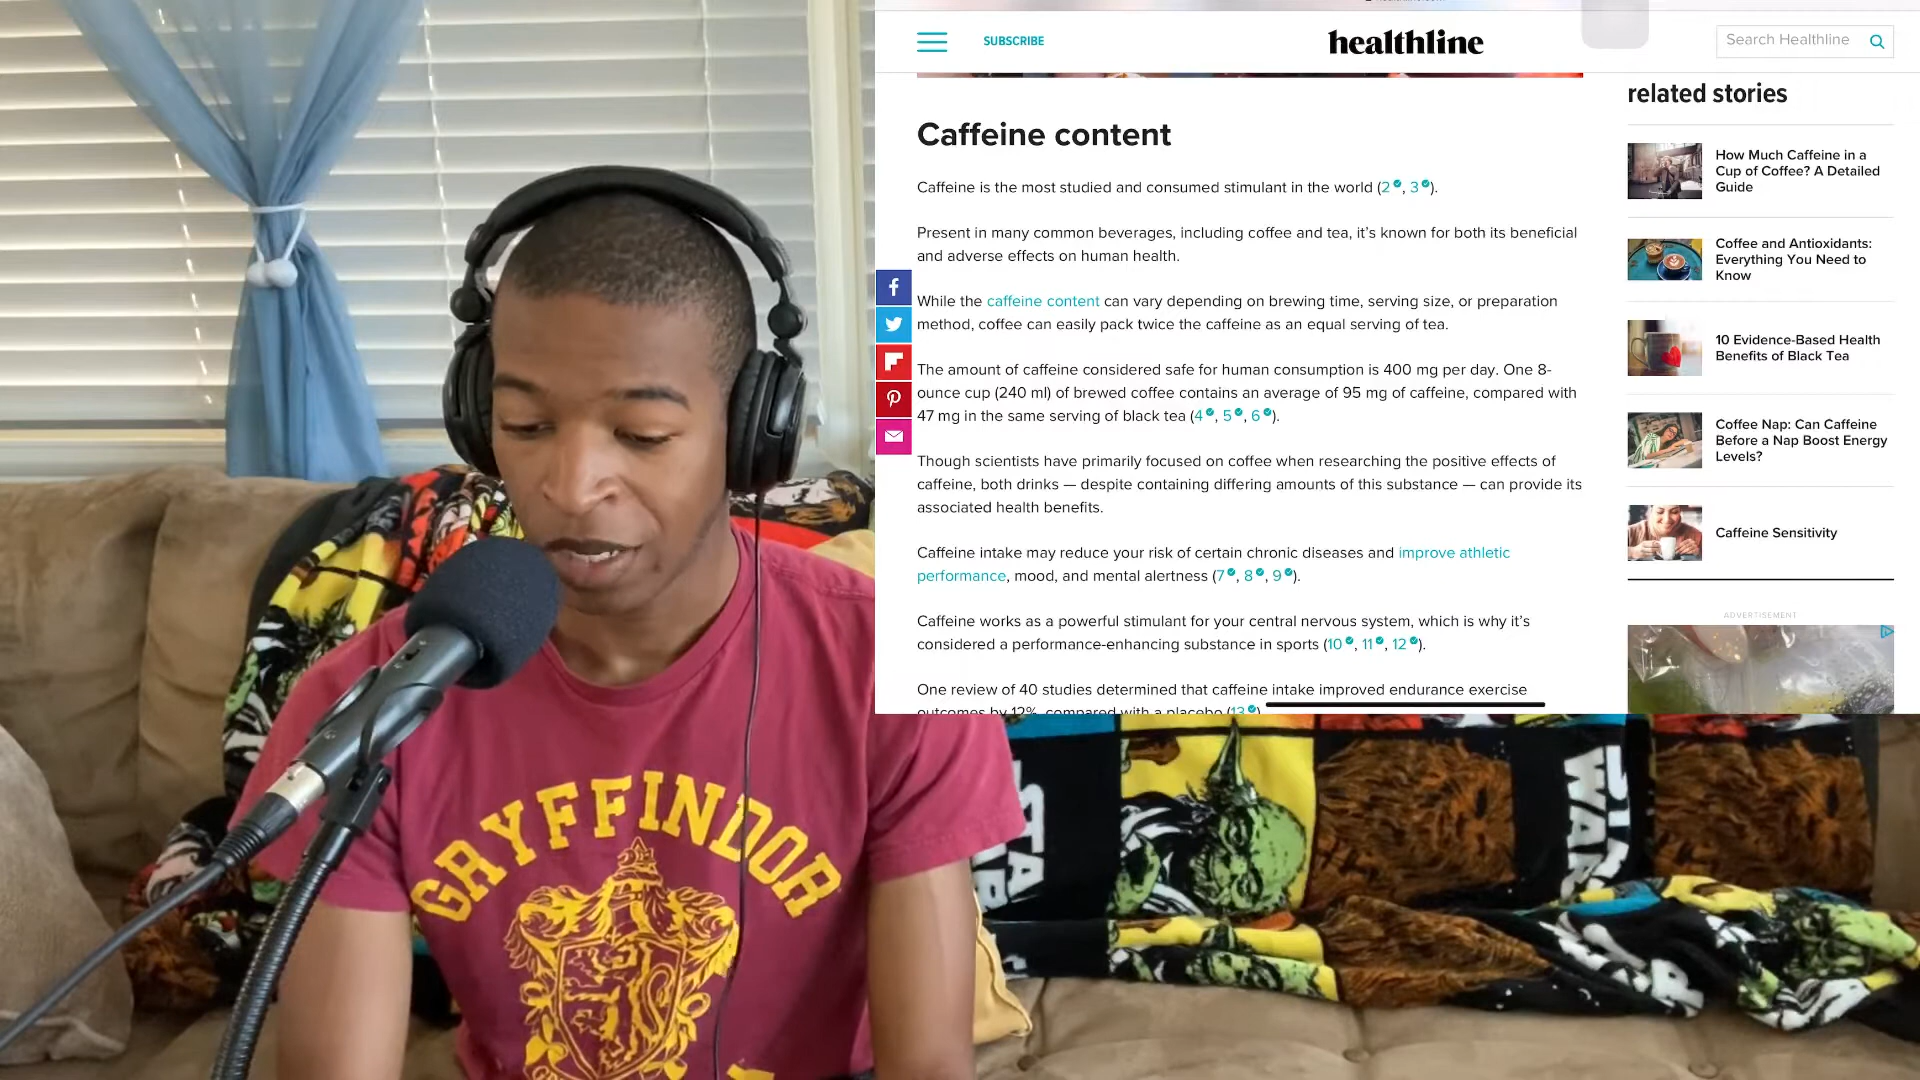 SUBSCRIBE
healthline
Search Healthline
Caffeine content
Caffeine is the most studied and consumed stimulant in the world (2, 3).
Present in many common beverages, including coffee and tea, it's known for both its beneficial
and adverse effects on human health.
While the caffeine content can vary depending on brewing time, serving size, or preparation
method, coffee can easily pack twice the caffeine as an equal serving of tea.
The amount of caffeine considered safe for human consumption is 400 mg per day. One 8-
ounce cup (240 ml) of brewed coffee contains an average of 95 mg of caffeine, compared with
47 mg in the same serving of black tea (4, 5, 6).
Though scientists have primarily focused on coffee when researching the positive effects of
caffeine, both drinks — despite containing differing amounts of this substance — can provide its
associated health benefits.
Caffeine intake may reduce your risk of certain chronic diseases and improve athletic
performance, mood, and mental alertness (7, 8, 9).
Caffeine works as a powerful stimulant for your central nervous system, which is why it's
considered a performance-enhancing substance in sports (10, 11, 12).
One review of 40 studies determined that caffeine intake improved endurance exercise
outcomes by 12%, compared with a placebo (13).
related stories
How Much Caffeine in a
Cup of Coffee? A Detailed
Guide
Coffee and Antioxidants:
Everything You Need to
Know
10 Evidence-Based Health
Benefits of Black Tea
Coffee Nap: Can Caffeine
Before a Nap Boost Energy
Levels?
Caffeine Sensitivity
ADVERTISEMENT
GRYFFINDOR
STAR
WARS
STAR
WARS